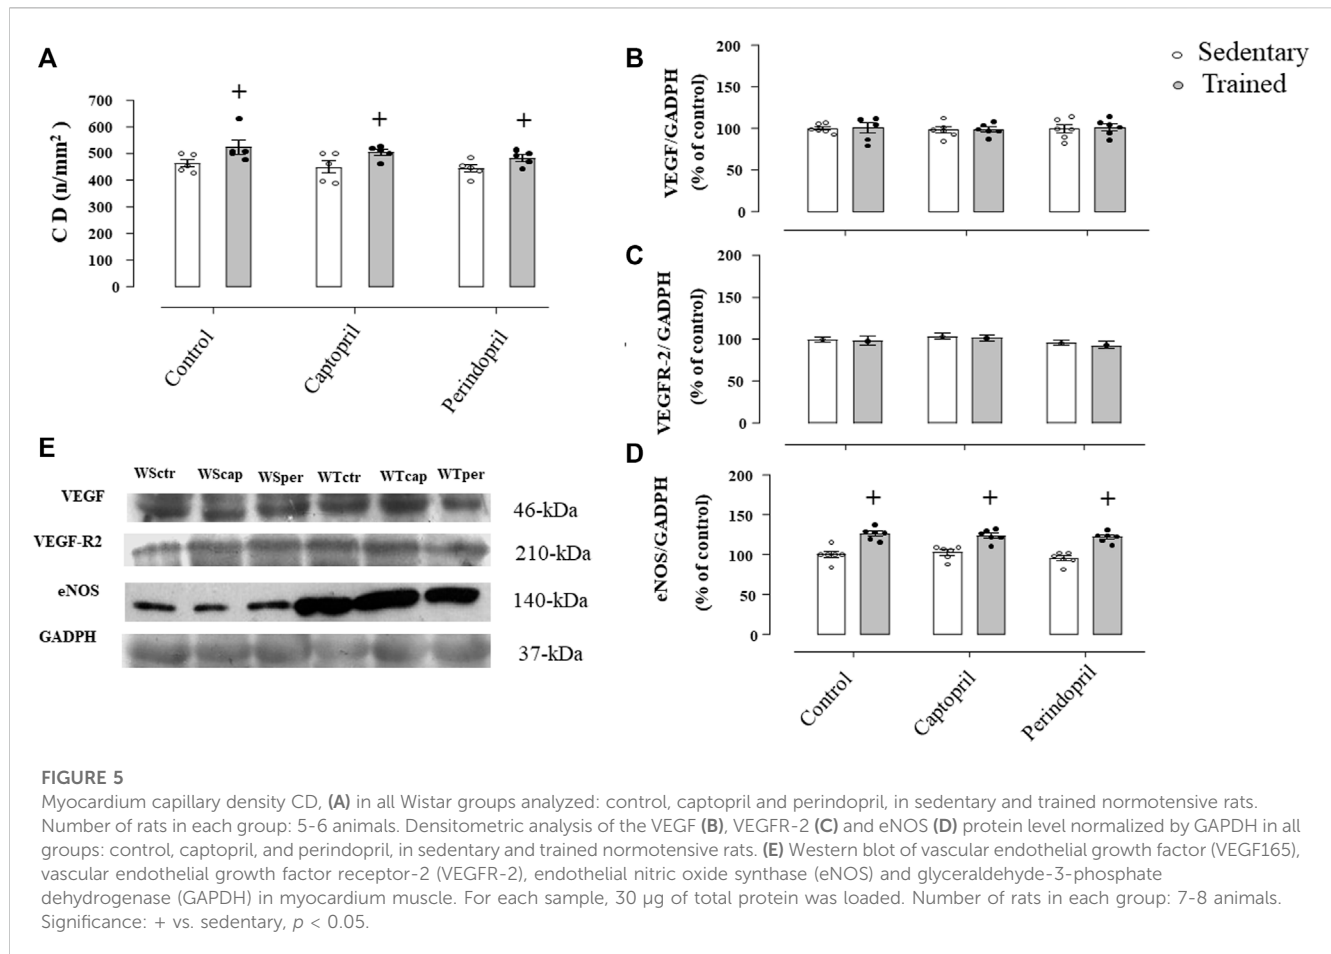 A
+
+
+
700
600
500
400
300
200
100
0
C D (n/mm²)
Control
Captopril
Perindopril
B
200
150
100
50
0
VEGF/GADPH
(% of control)
Sedentary
Trained
C
200
150
100
50
0
VEGFR-2/ GADPH
(% of control)
D
+
+
+
200
150
100
50
0
eNOS/GADPH
(% of control)
Control
Captopril
Perindopril
E
WSctr WScap WSper WTctr WTcap WTper
VEGF 46-kDa
VEGF-R2 210-kDa
eNOS 140-kDa
GADPH 37-kDa
FIGURE 5
Myocardium capillary density CD, (A) in all Wistar groups analyzed: control, captopril and perindopril, in sedentary and trained normotensive rats.
Number of rats in each group: 5-6 animals. Densitometric analysis of the VEGF (B), VEGFR-2 (C) and eNOS (D) protein level normalized by GAPDH in all
groups: control, captopril, and perindopril, in sedentary and trained normotensive rats. (E) Western blot of vascular endothelial growth factor (VEGF165),
vascular endothelial growth factor receptor-2 (VEGFR-2), endothelial nitric oxide synthase (eNOS) and glyceraldehyde-3-phosphate
dehydrogenase (GAPDH) in myocardium muscle. For each sample, 30 µg of total protein was loaded. Number of rats in each group: 7-8 animals.
Significance: + vs. sedentary, p < 0.05.